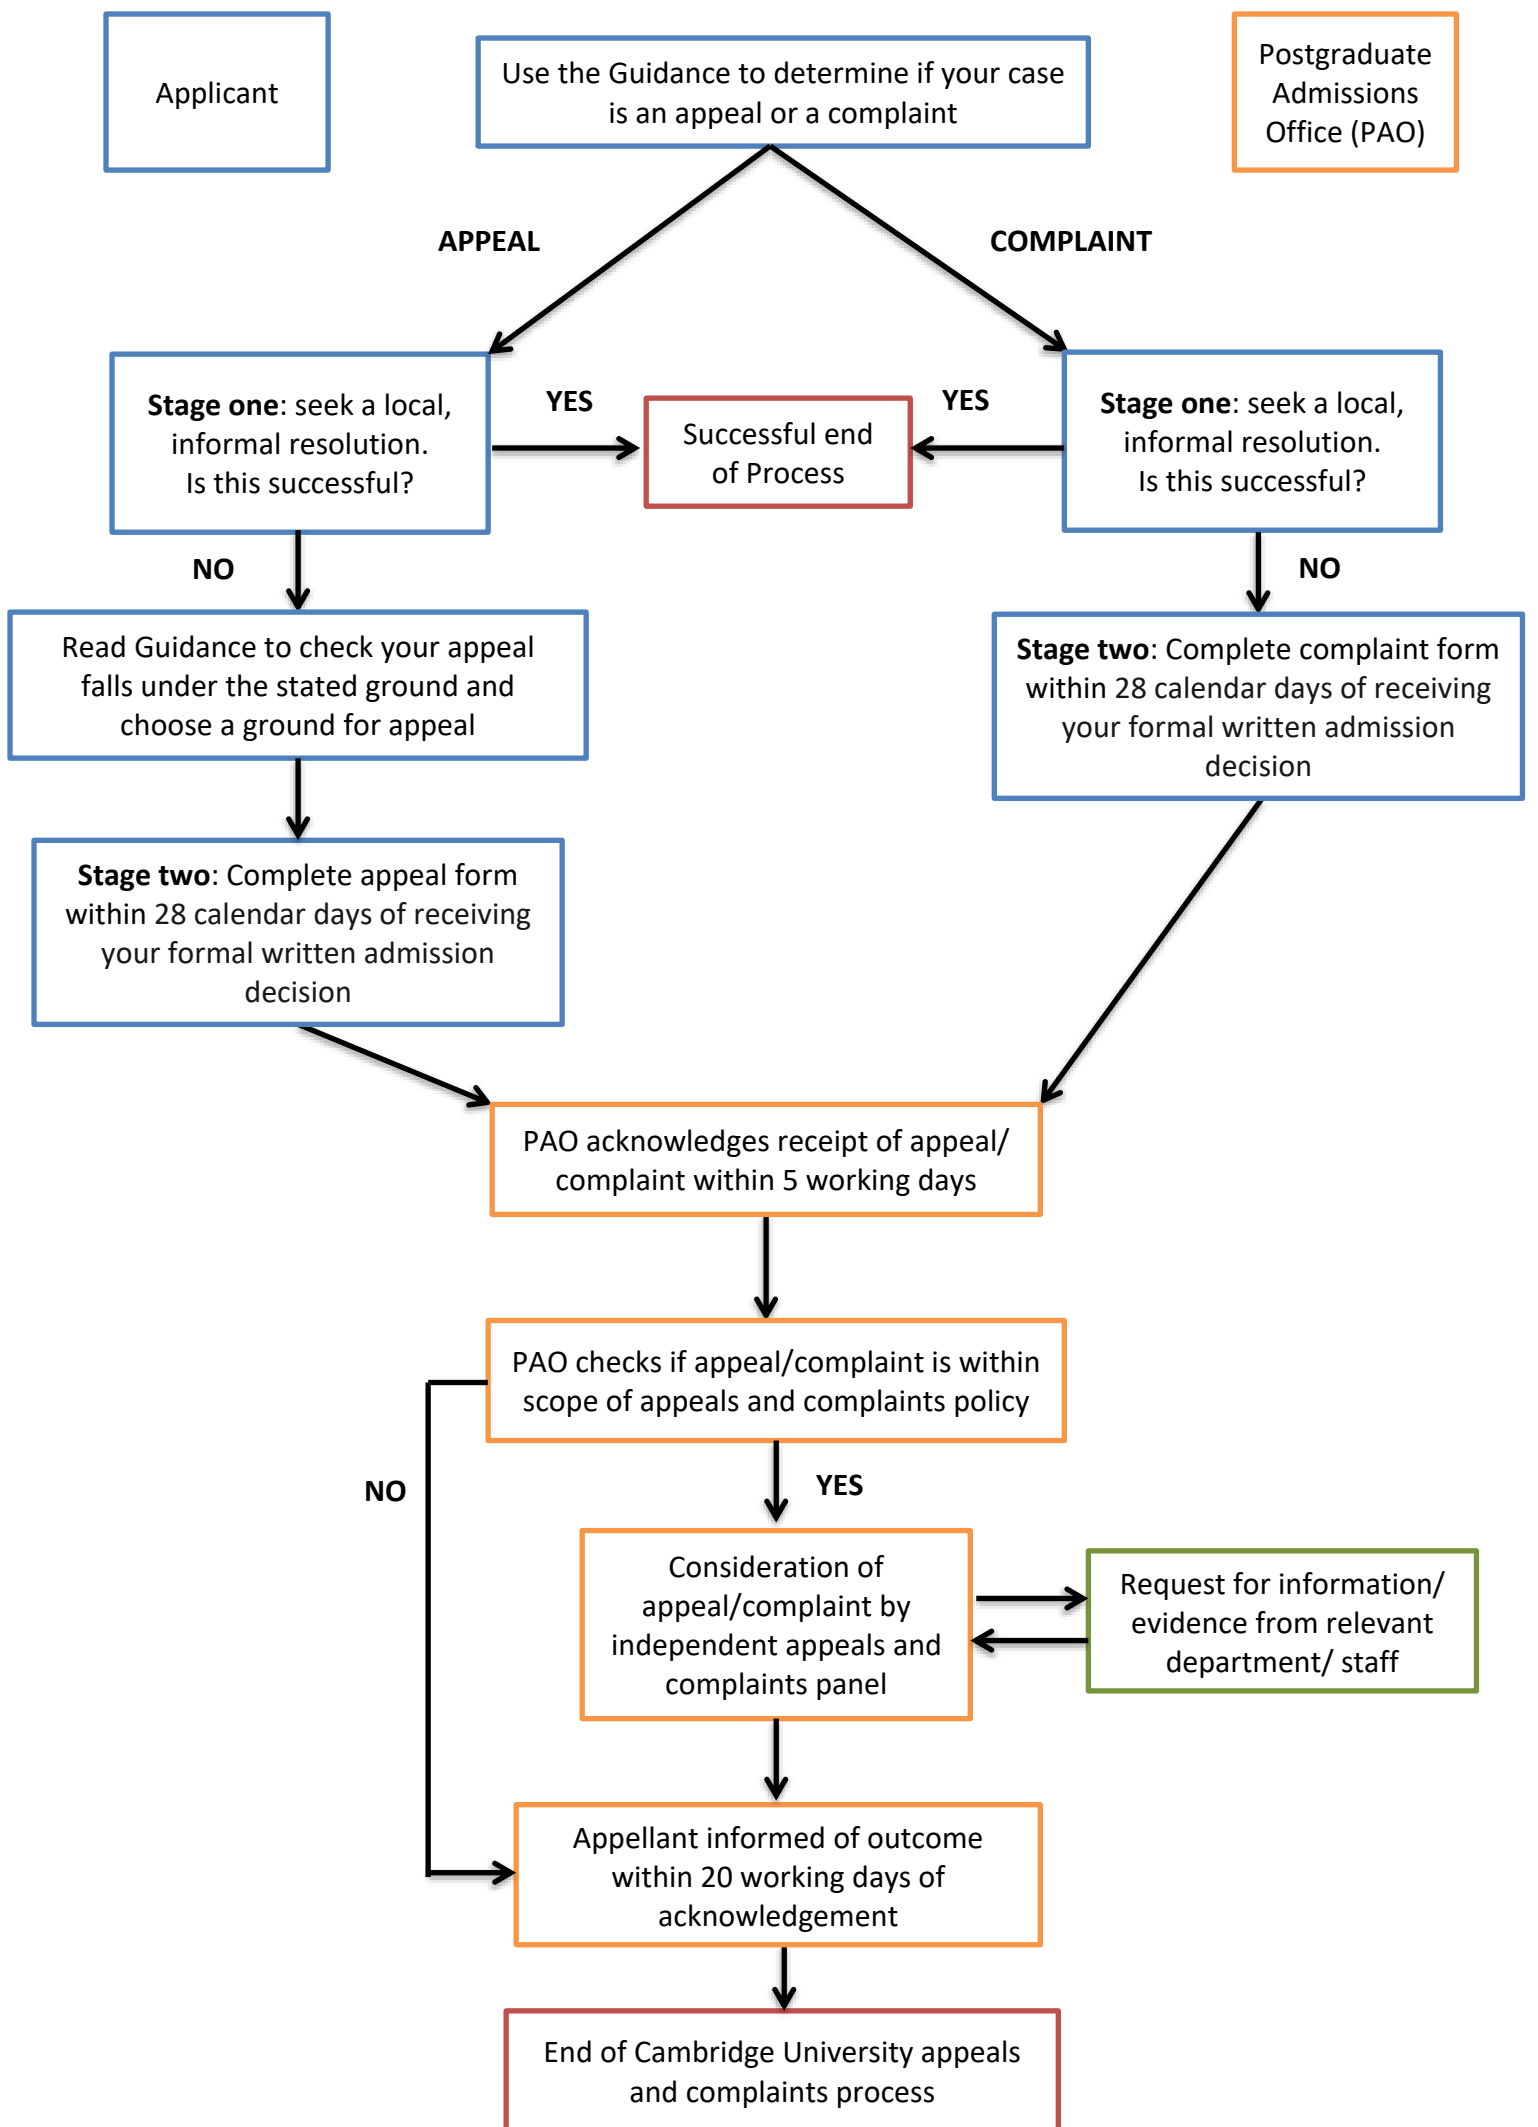 Applicant
Use the Guidance to determine if your case
is an appeal or a complaint
Postgraduate
Admissions
Office (PAO)
APPEAL
COMPLAINT
Stage one: seek a local,
informal resolution.
Is this successful?
YES
Successful end
of Process
YES
Stage one: seek a local,
informal resolution.
Is this successful?
NO
NO
Read Guidance to check your appeal
falls under the stated ground and
choose a ground for appeal
Stage two: Complete complaint form
within 28 calendar days of receiving
your formal written admission
decision
Stage two: Complete appeal form
within 28 calendar days of receiving
your formal written admission
decision
PAO acknowledges receipt of appeal/
complaint within 5 working days
PAO checks if appeal/complaint is within
scope of appeals and complaints policy
NO
YES
Consideration of
appeal/complaint by
independent appeals and
complaints panel
Request for information/
evidence from relevant
department/ staff
Appellant informed of outcome
within 20 working days of
acknowledgement
End of Cambridge University appeals
and complaints process